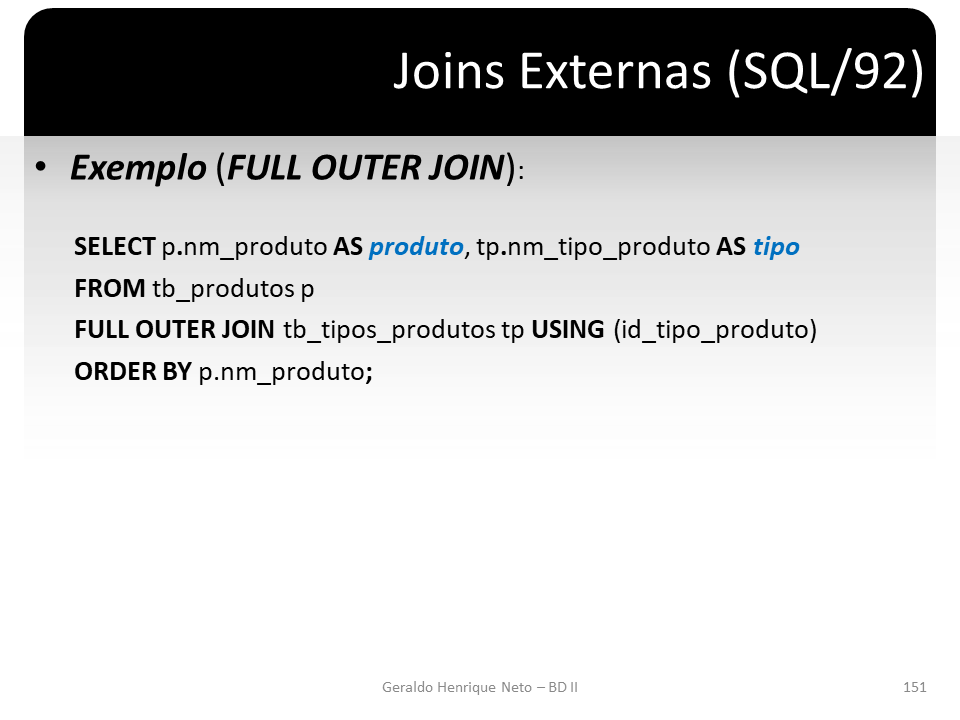 Joins Externas (SQL/92)
• Exemplo (FULL OUTER JOIN):
SELECT p.nm_produto AS produto, tp.nm_tipo_produto AS tipo
FROM tb_produtos p
FULL OUTER JOIN tb_tipos_produtos tp USING (id_tipo_produto)
ORDER BY p.nm_produto;
Geraldo Henrique Neto – BD II
151